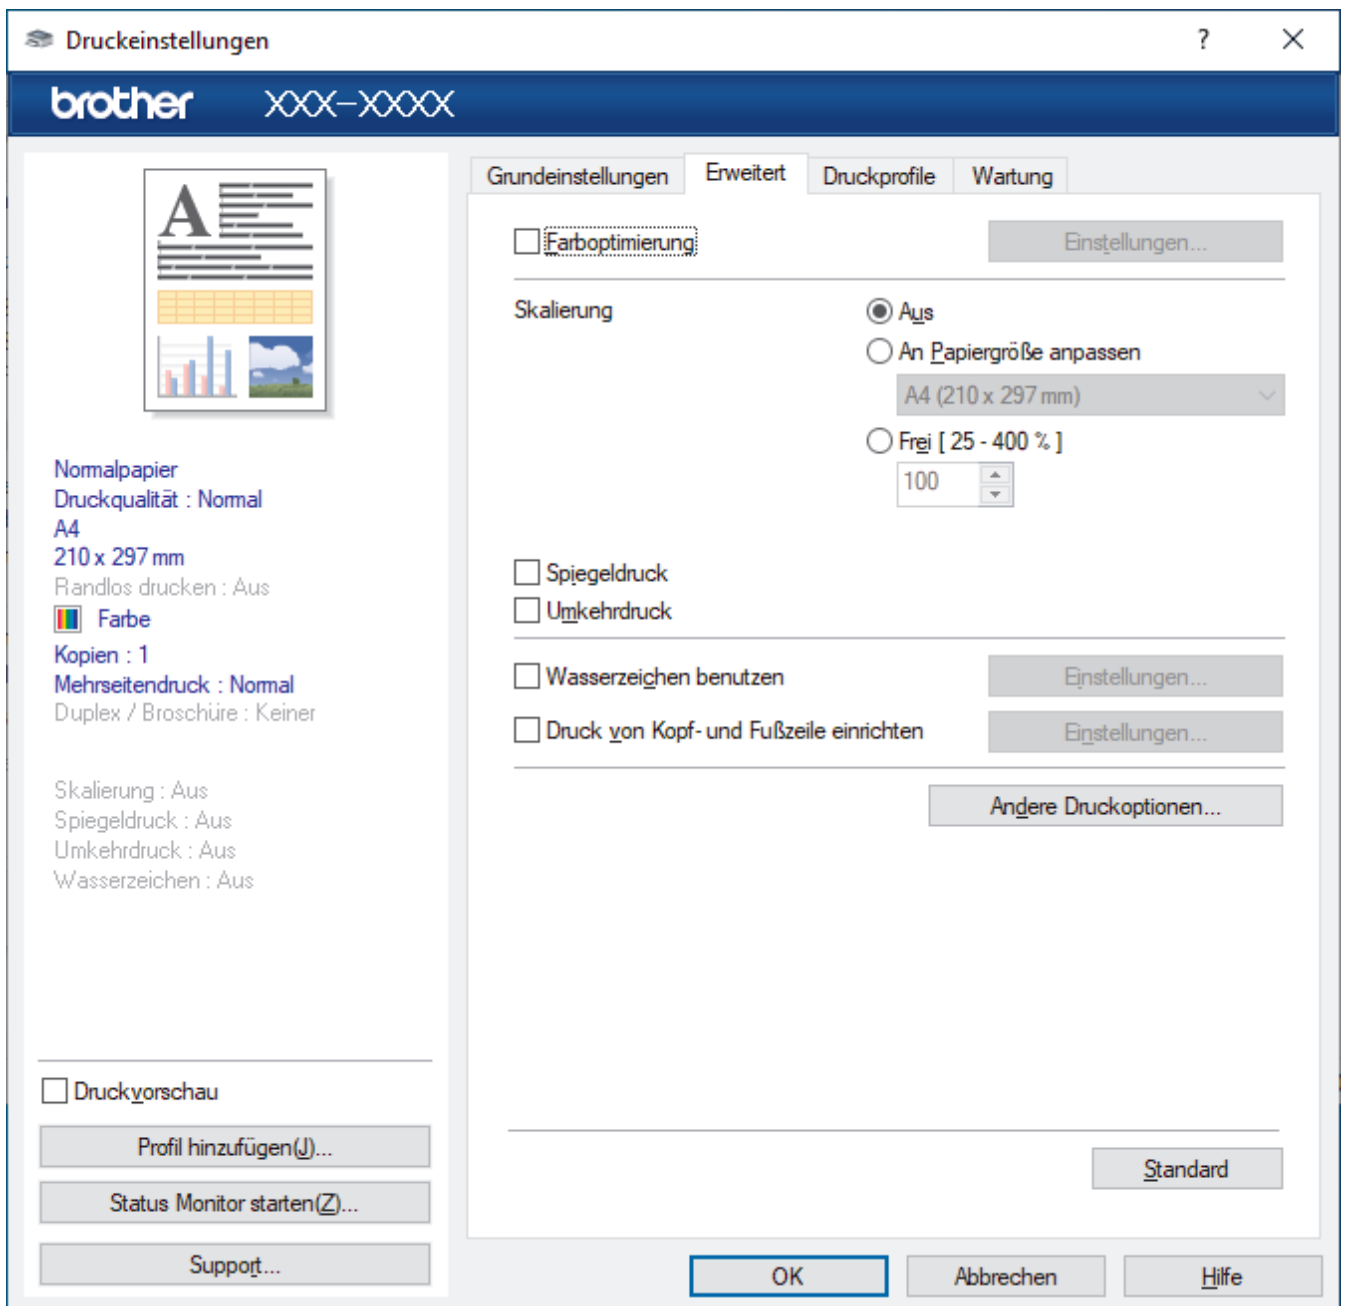 Druckeinstellungen
?
brother XXX-XXXX
A
Normalpapier
Druckqualität : Normal
A4
210 x 297 mm
Randlos drucken : Aus
Farbe
Kopien : 1
Mehrseitendruck : Normal
Duplex / Broschüre : Keiner
Skalierung : Aus
Spiegeldruck : Aus
Umkehrdruck : Aus
Wasserzeichen : Aus
Druckvorschau
Profil hinzufügen(J)...
Status Monitor starten(Z)...
Support...
Grundeinstellungen Erweitert Druckprofile Wartung
Farboptimierung Einstellungen...
Skalierung Aus
An Papiergröße anpassen
A4 (210 x 297 mm)
Frei [ 25 - 400 % ]
100
Spiegeldruck
Umkehrdruck
Wasserzeichen benutzen Einstellungen...
Druck von Kopf- und Fußzeile einrichten Einstellungen...
Andere Druckoptionen...
Standard
OK Abbrechen Hilfe